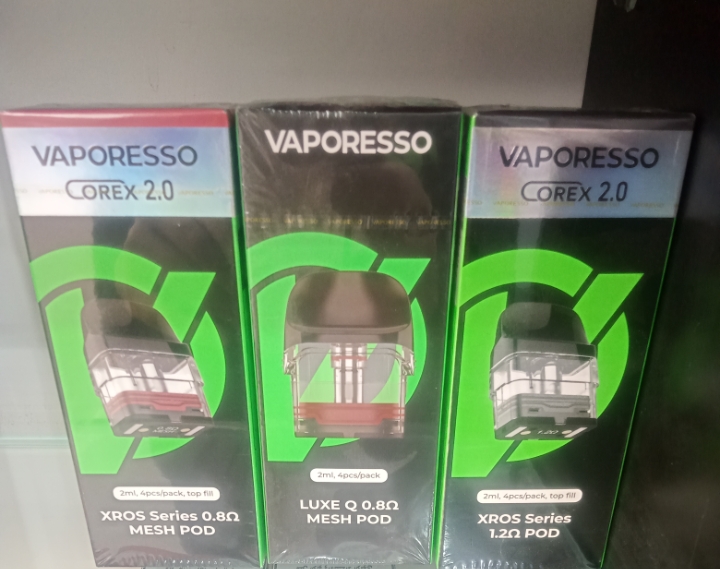 VAPORESSO
COREX 2.0
2ml, 4pcs/pack, top fill
XROS Series 0.8Ω
MESH POD
VAPORESSO
2ml, 4pcs/pack
LUXE Q 0.8Ω
MESH POD
VAPORESSO
COREX 2.0
1.2Ω
2ml, 4pcs/pack, top fill
XROS Series
1.2Ω POD